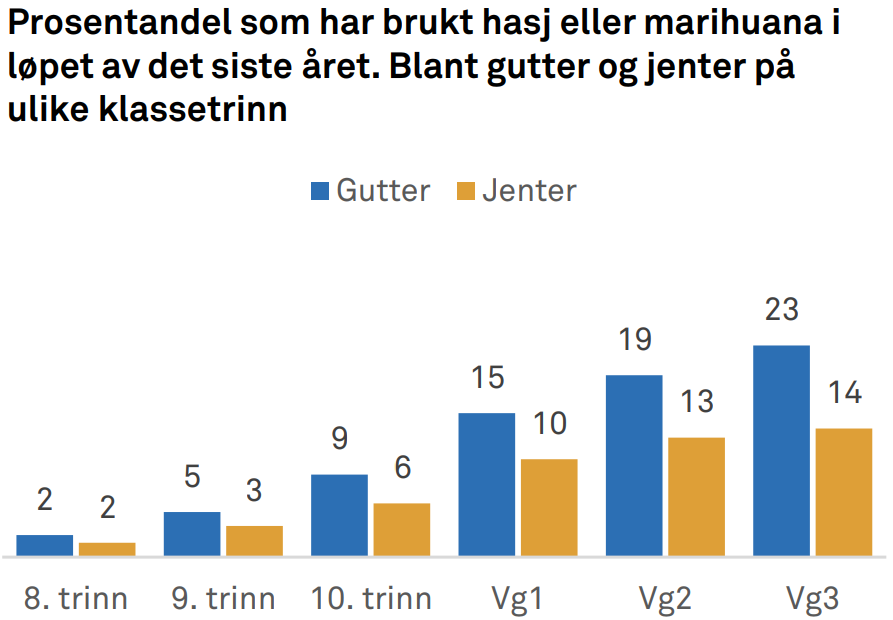 Prosentandel som har brukt hasj eller marihuana i
løpet av det siste året. Blant gutter og jenter på
ulike klassetrinn
Gutter Jenter
2 2 5 3 9 6 15 10 19 13 23 14
8. trinn 9. trinn 10. trinn Vg1 Vg2 Vg3